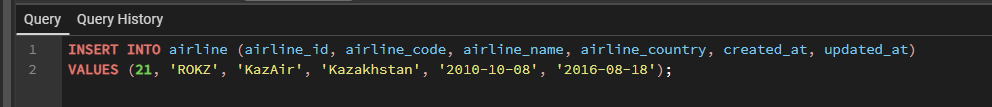 Query Query History
1 INSERT INTO airline (airline_id, airline_code, airline_name, airline_country, created_at, updated_at)
2 VALUES (21, 'ROKZ', 'KazAir', 'Kazakhstan', '2010-10-08', '2016-08-18');